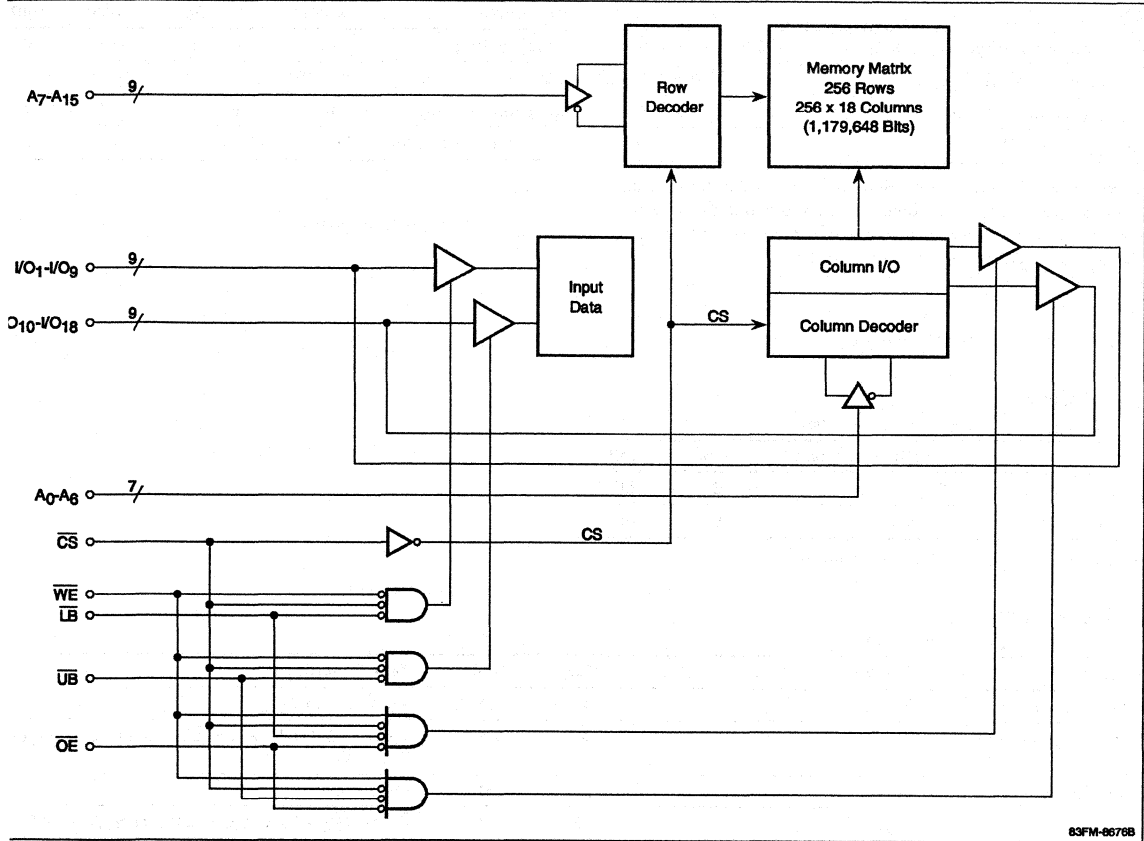 A7-A15
9
Row
Decoder
Memory Matrix
256 Rows
256 x 18 Columns
(1,179,648 Bits)
I/O1-I/O9
9
Input
Data
Column I/O
O10-I/O18
9
CS
Column Decoder
A0-A6
7
CS
CS
WE
LB
UB
OE
83FM-8676B